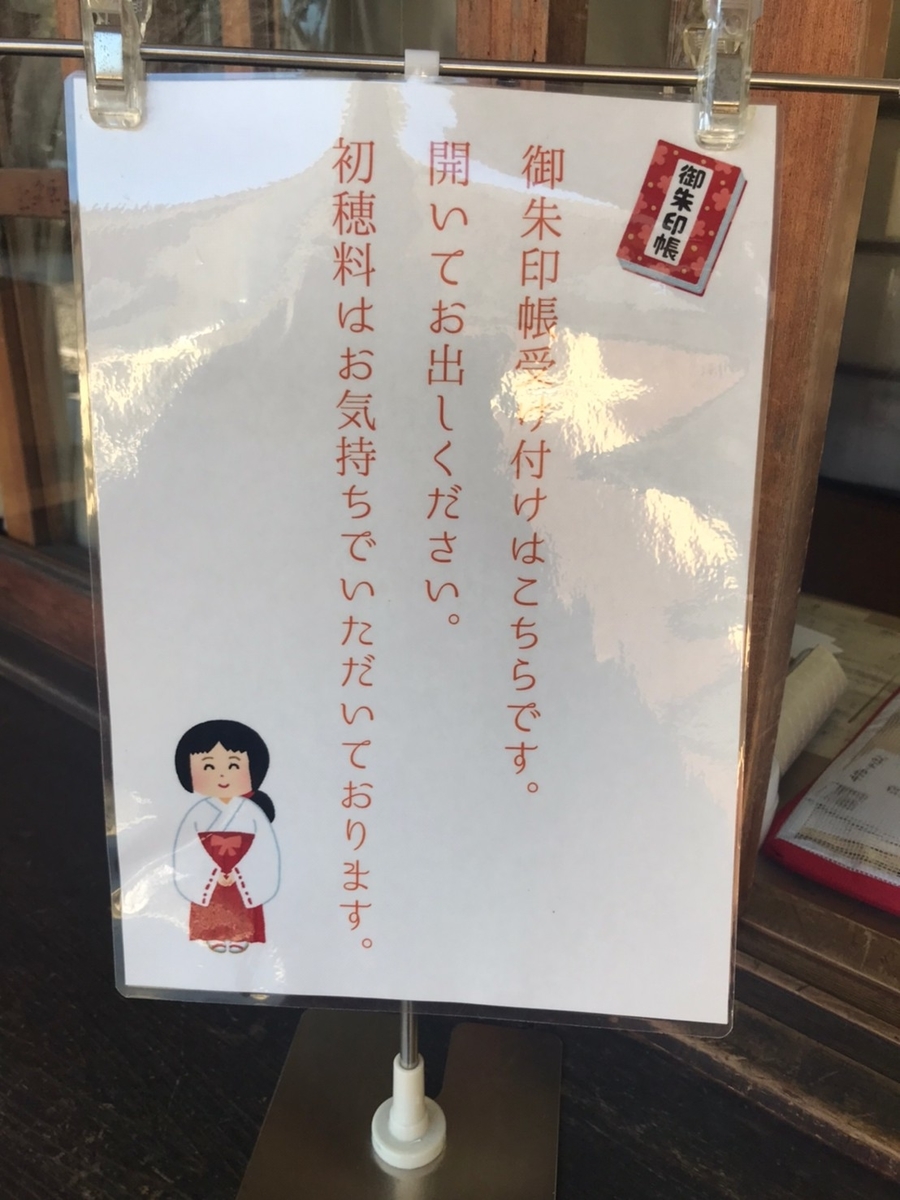 御朱印帳
御朱印帳受け付けはこちらです。
開いてお出しください。
初穂料はお気持ちでいただいております。